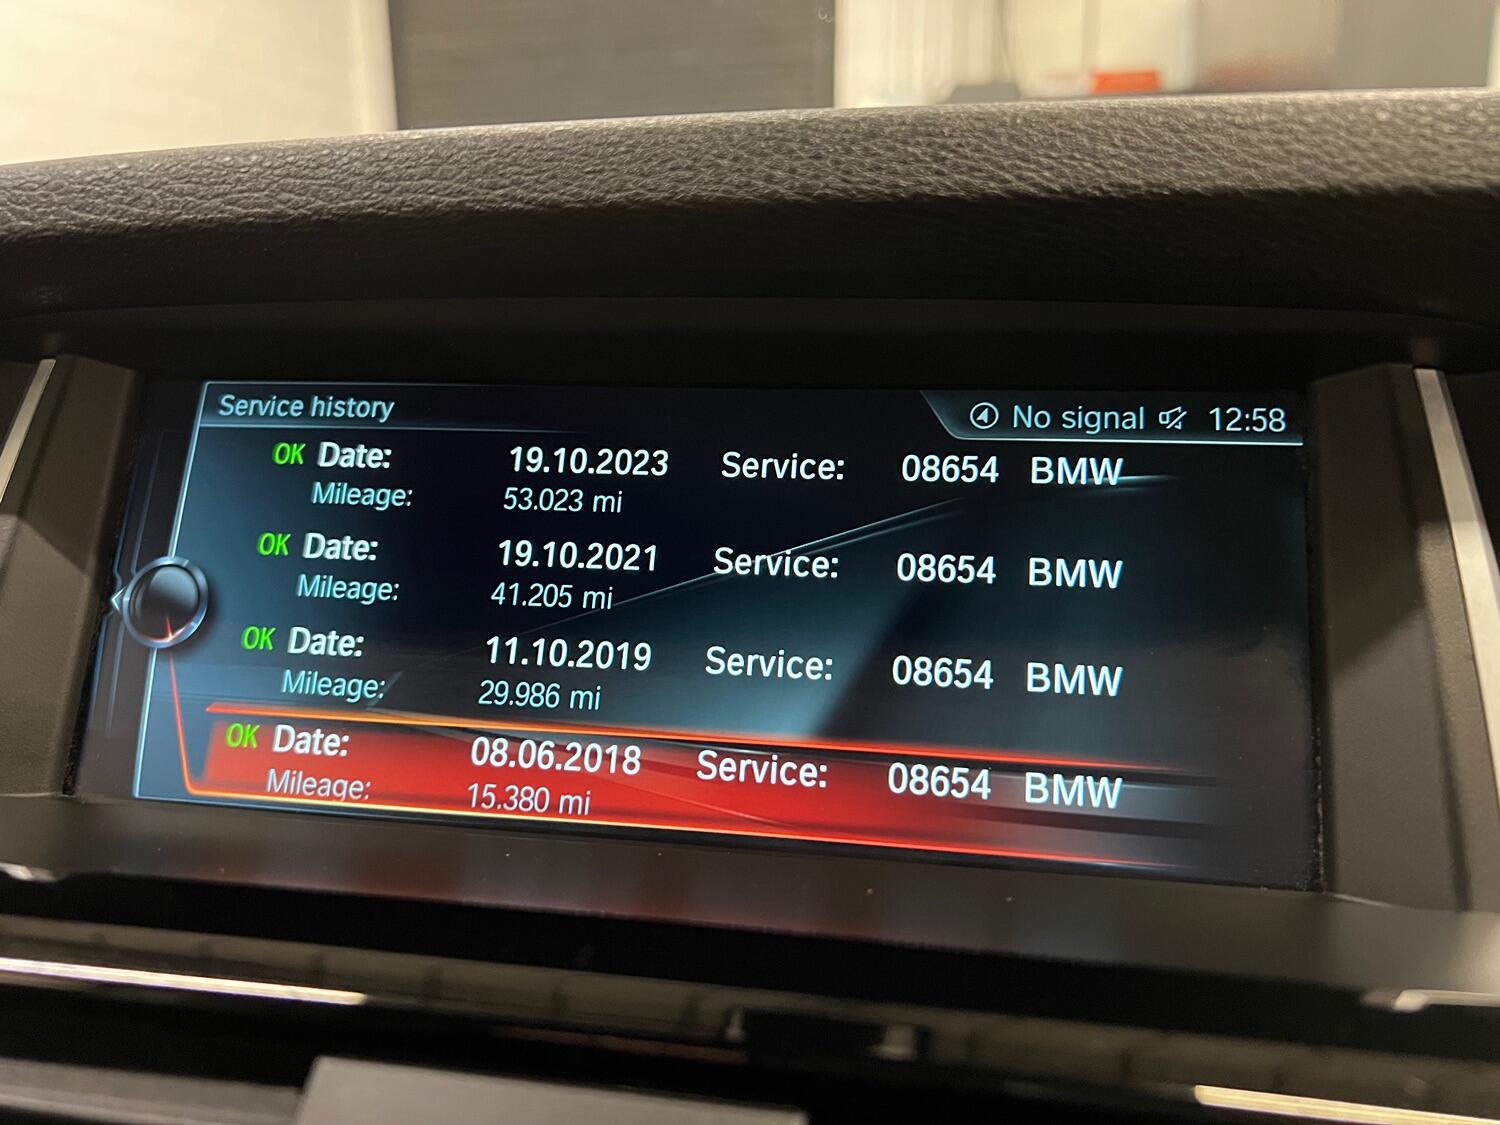 Service history
No signal 12:58
OK Date: 19.10.2023 Service: 08654 BMW
Mileage: 53.023 mi
OK Date: 19.10.2021 Service: 08654 BMW
Mileage: 41.205 mi
OK Date: 11.10.2019 Service: 08654 BMW
Mileage: 29.986 mi
OK Date: 08.06.2018 Service: 08654 BMW
Mileage: 15.380 mi